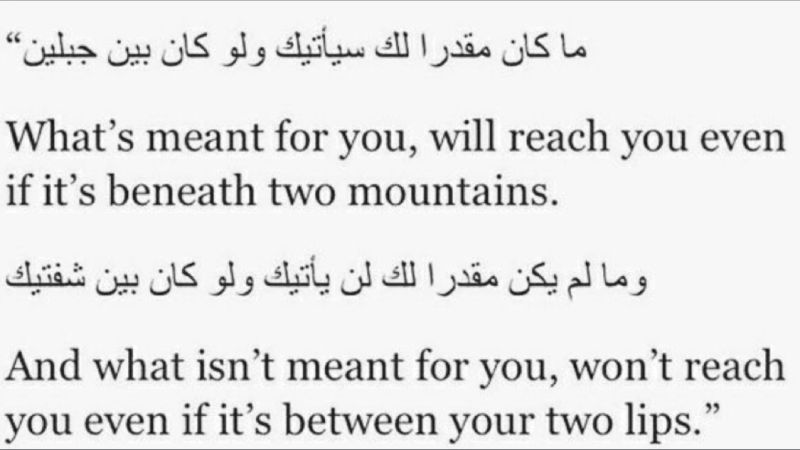 “ما كان مقدرا لك سيأتيك ولو كان بين جبلين
What’s meant for you, will reach you even
if it’s beneath two mountains.
وما لم يكن مقدرا لك لن يأتيك ولو كان بين شفتيك
And what isn’t meant for you, won’t reach
you even if it’s between your two lips.”